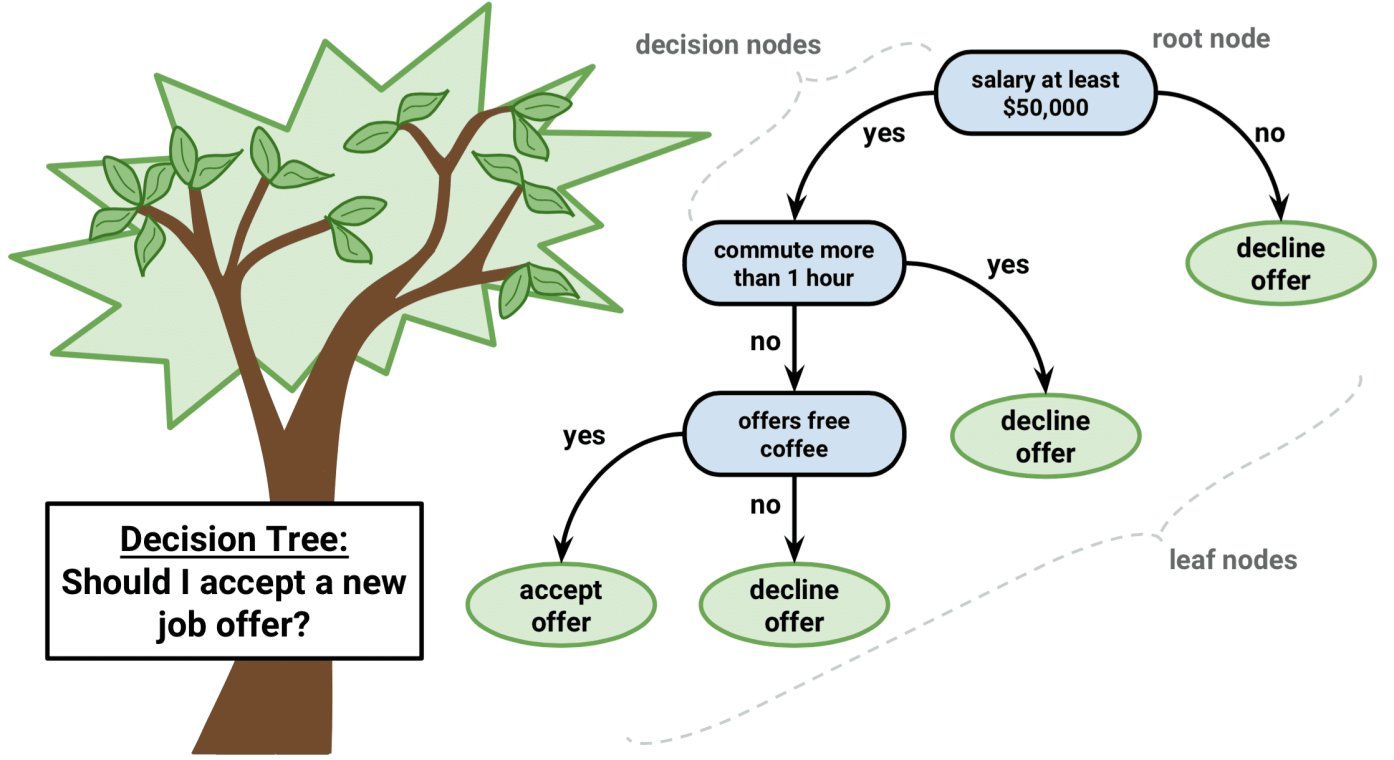 decision nodes
root node
salary at least
$50,000
yes
no
commute more
than 1 hour
yes
decline
offer
no
offers free
coffee
yes
decline
offer
no
accept
offer
decline
offer
leaf nodes
Decision Tree:
Should I accept a new
job offer?